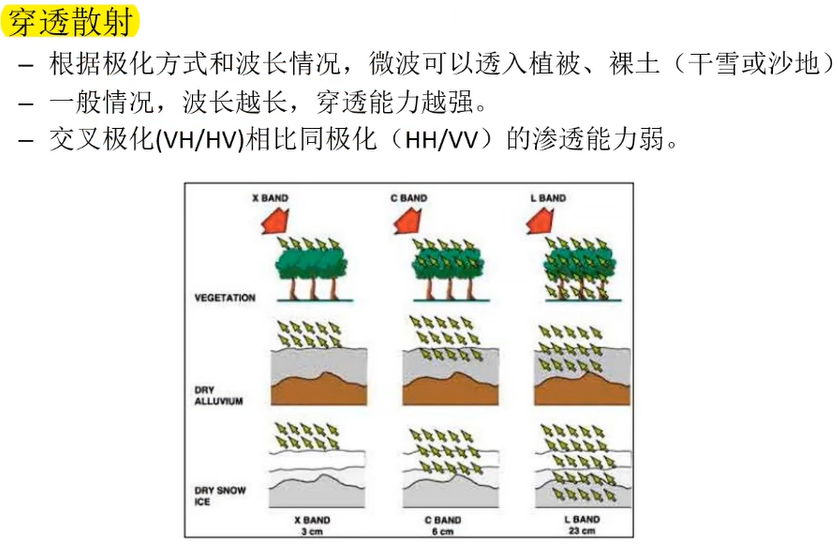 穿透散射
– 根据极化方式和波长情况，微波可以透入植被、裸土（干雪或沙地）
– 一般情况，波长越长，穿透能力越强。
– 交叉极化(VH/HV)相比同极化（HH/VV）的渗透能力弱。
X BAND C BAND L BAND
VEGETATION
DRY
ALLUVIUM
DRY SNOW
ICE
X BAND C BAND L BAND
3 cm 6 cm 23 cm